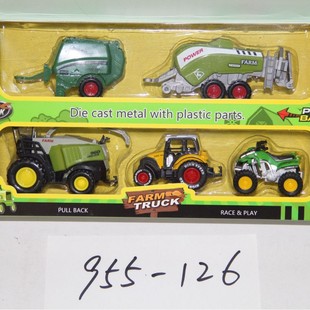 POWER
FARM
Die cast metal with plastic parts.
PULL BACK
FARM
TRUCK
RACE & PLAY
955-126